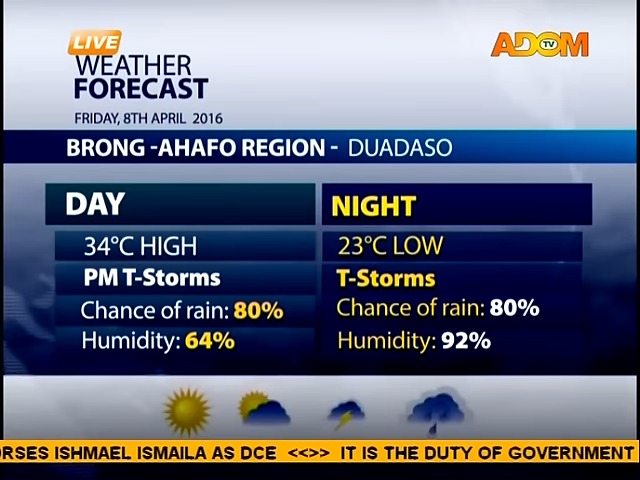 LIVE
WEATHER
FORECAST
FRIDAY, 8TH APRIL 2016
ADOM TV
BRONG -AHAFO REGION - DUADASO
DAY
34°C HIGH
PM T-Storms
Chance of rain: 80%
Humidity: 64%
NIGHT
23°C LOW
T-Storms
Chance of rain: 80%
Humidity: 92%
RSES ISHMAEL ISMAILA AS DCE <<>> IT IS THE DUTY OF GOVERNMENT